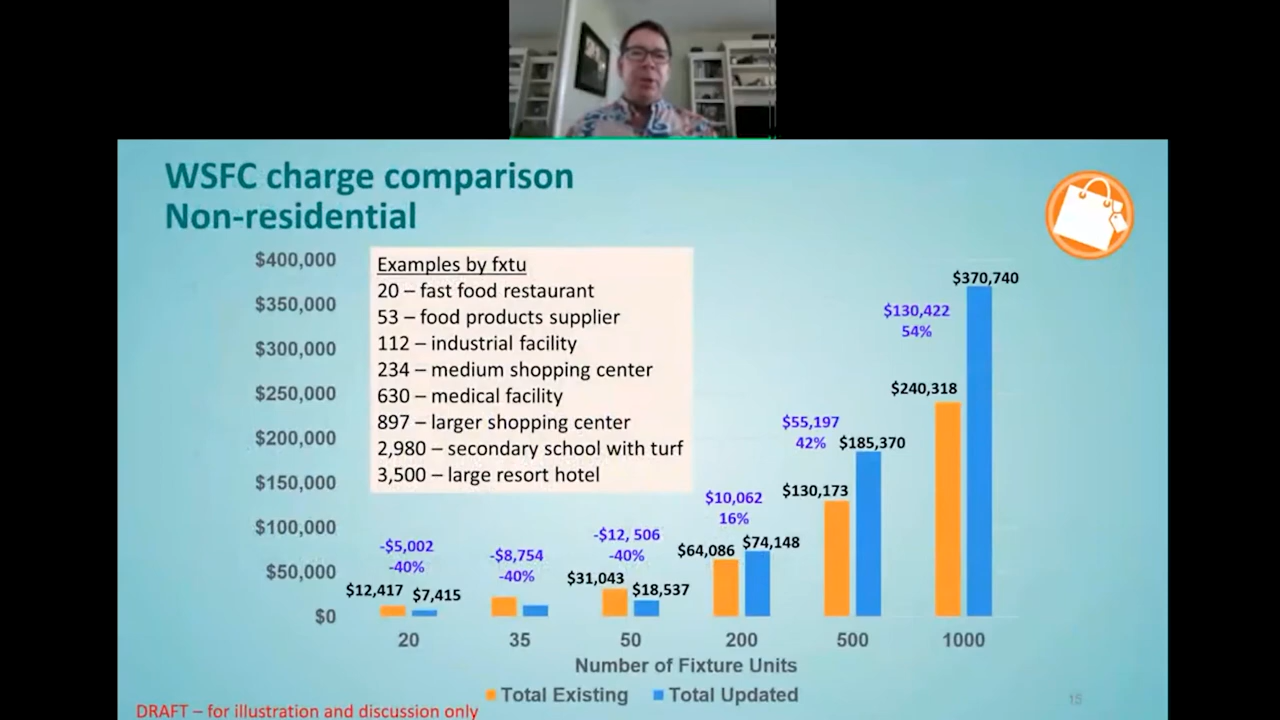 WSFC charge comparison
Non-residential
$400,000
$350,000
$300,000
$250,000
$200,000
$150,000
$100,000
$50,000
$0
Examples by fxtu
20 – fast food restaurant
53 – food products supplier
112 – industrial facility
234 – medium shopping center
630 – medical facility
897 – larger shopping center
2,980 – secondary school with turf
3,500 – large resort hotel
-$5,002
-40%
$12,417
$7,415
-$8,754
-40%
-$12, 506
-40%
$31,043
$18,537
$10,062
16%
$64,086
$74,148
$55,197
42%
$130,173
$185,370
$130,422
54%
$240,318
$370,740
20
35
50
200
500
1000
Number of Fixture Units
Total Existing
Total Updated
DRAFT – for illustration and discussion only
15